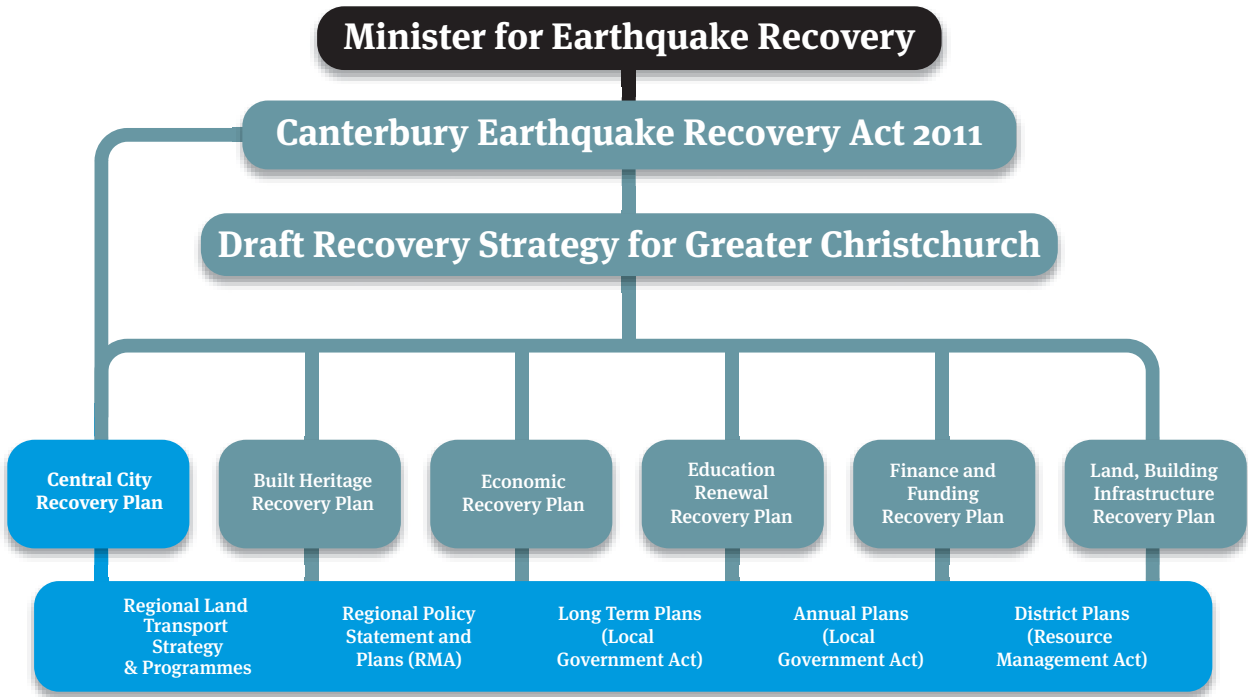 Minister for Earthquake Recovery
Canterbury Earthquake Recovery Act 2011
Draft Recovery Strategy for Greater Christchurch
Central City
Recovery Plan
Built Heritage
Recovery Plan
Economic
Recovery Plan
Education
Renewal
Recovery Plan
Finance and
Funding
Recovery Plan
Land, Building
Infrastructure
Recovery Plan
Regional Land
Transport
Strategy
& Programmes
Regional Policy
Statement and
Plans (RMA)
Long Term Plans
(Local
Government Act)
Annual Plans
(Local
Government Act)
District Plans
(Resource
Management Act)